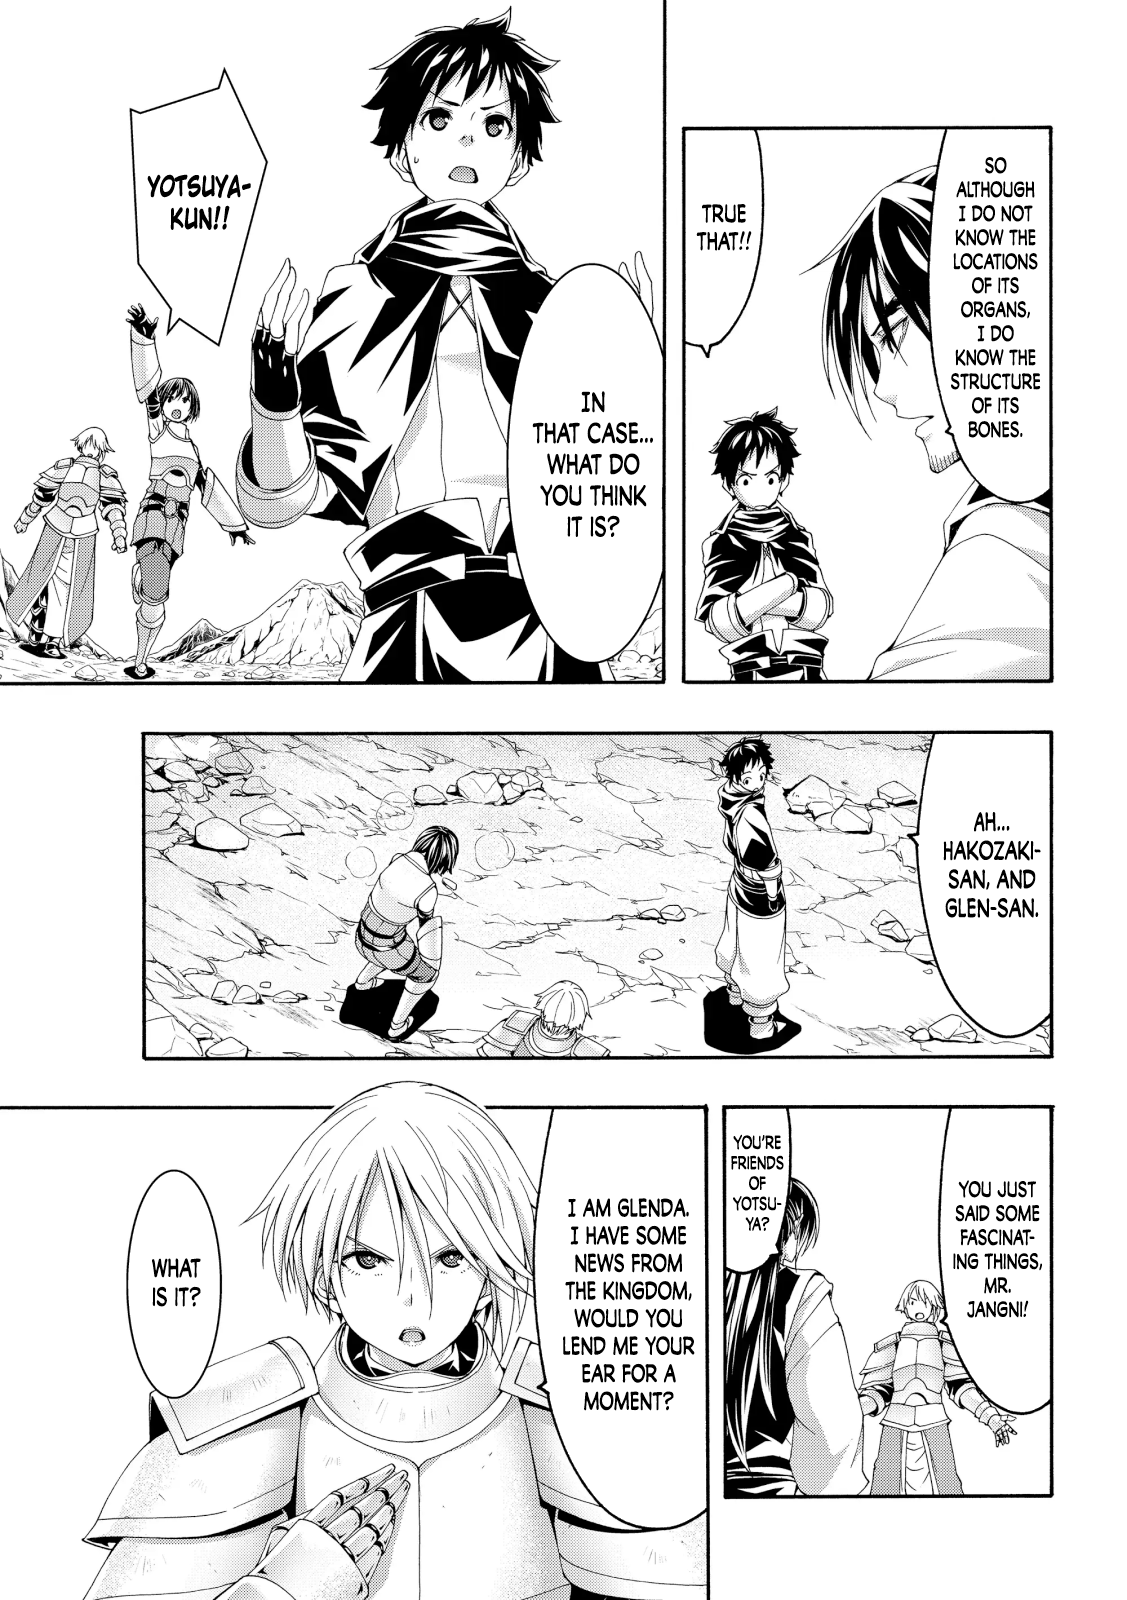 SO
ALTHOUGH
I DO NOT
KNOW THE
LOCATIONS
OF ITS
ORGANS,
I DO
KNOW THE
STRUCTURE
OF ITS
BONES.
TRUE
THAT!!
IN
THAT CASE...
WHAT DO
YOU THINK
IT IS?
YOTSUYA-
KUN!!
AH...
HAKOZAKI-
SAN, AND
GLEN-SAN.
YOU JUST
SAID SOME
FASCINAT-
ING THINGS,
MR.
JANGNI!
YOU'RE
FRIENDS
OF
YOTSU-
YA?
I AM GLENDA.
I HAVE SOME
NEWS FROM
THE KINGDOM,
WOULD YOU
LEND ME YOUR
EAR FOR A
MOMENT?
WHAT
IS IT?